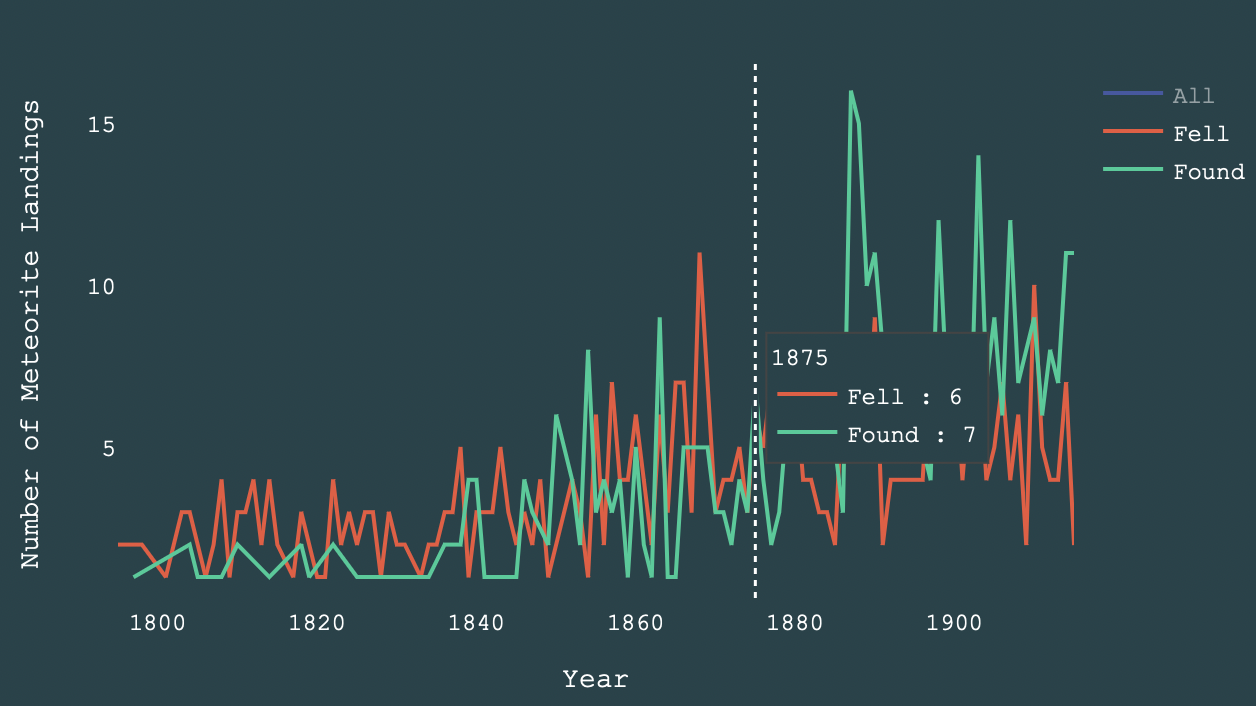 Number of Meteorite Landings
15
10
5
1800
1820
1840
1860
1880
1900
Year
1875
Fell : 6
Found : 7
All
Fell
Found